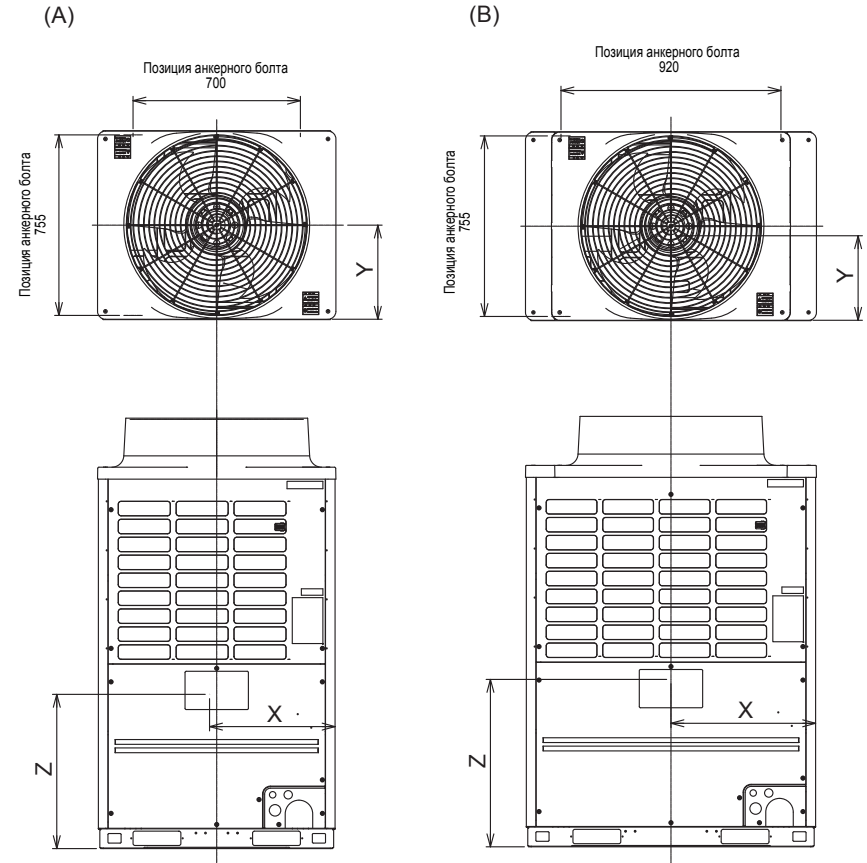 (A)
(B)
Позиция анкерного болта
700
Позиция анкерного болта
920
Позиция анкерного болта
755
Y
Позиция анкерного болта
755
Y
X
Z
X
Z